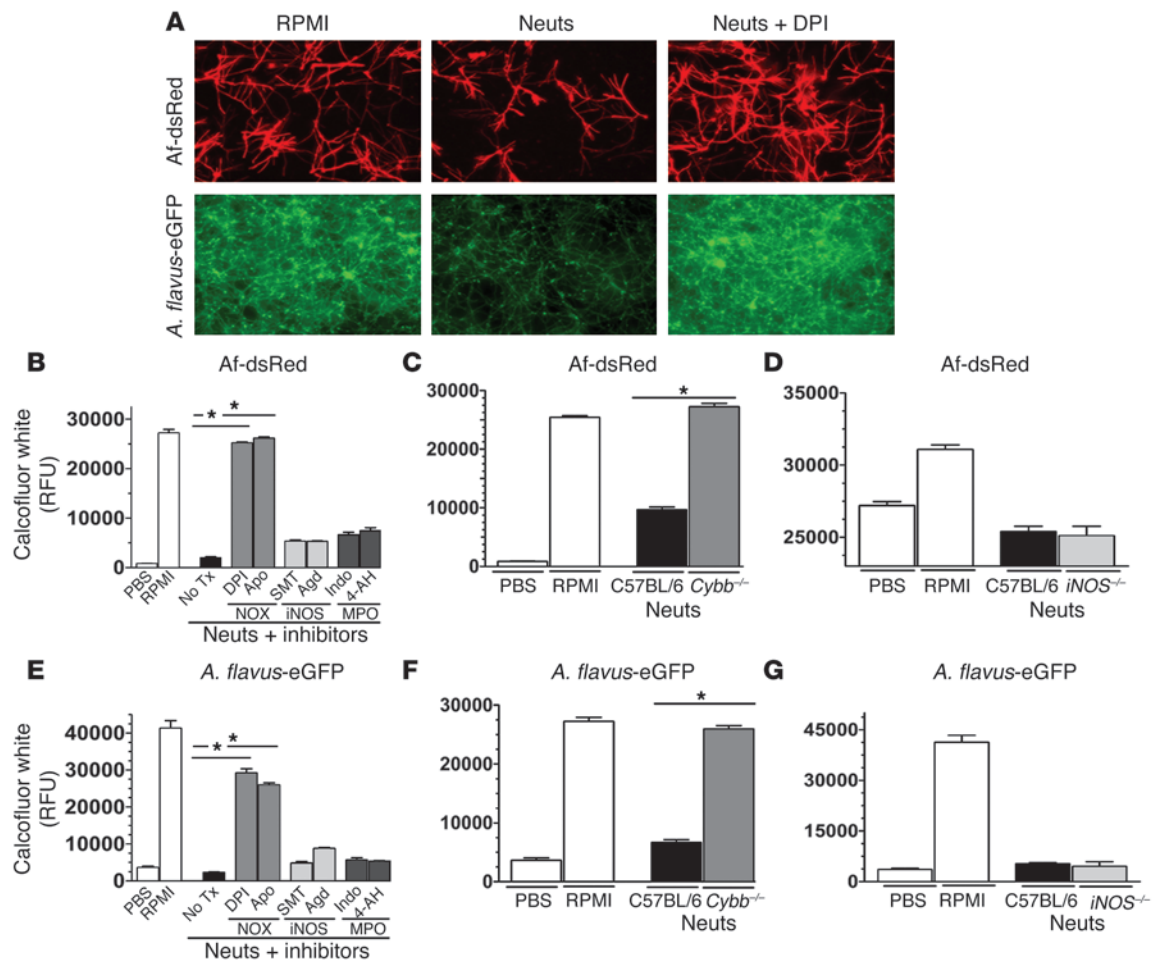 A
RPMI
Neuts
Neuts + DPI
Af-dsRed
A. flavus-eGFP
B
Af-dsRed
Calcofluor white
(RFU)
30000
20000
10000
0
* *
PBS RPMI No Tx DPI Apo SMT Agd Indo 4-AH
NOX iNOS MPO
Neuts + inhibitors
C
Af-dsRed
30000
20000
10000
0
*
PBS RPMI C57BL/6 Cybb⁻/⁻
Neuts
D
Af-dsRed
35000
31000
25000
PBS RPMI C57BL/6 iNOS⁻/⁻
Neuts
E
A. flavus-eGFP
Calcofluor white
(RFU)
40000
30000
20000
10000
0
* *
PBS RPMI No Tx DPI Apo SMT Agd Indo 4-AH
NOX iNOS MPO
Neuts + inhibitors
F
A. flavus-eGFP
30000
20000
10000
0
*
PBS RPMI C57BL/6 Cybb⁻/⁻
Neuts
G
A. flavus-eGFP
45000
30000
15000
0
PBS RPMI C57BL/6 iNOS⁻/⁻
Neuts